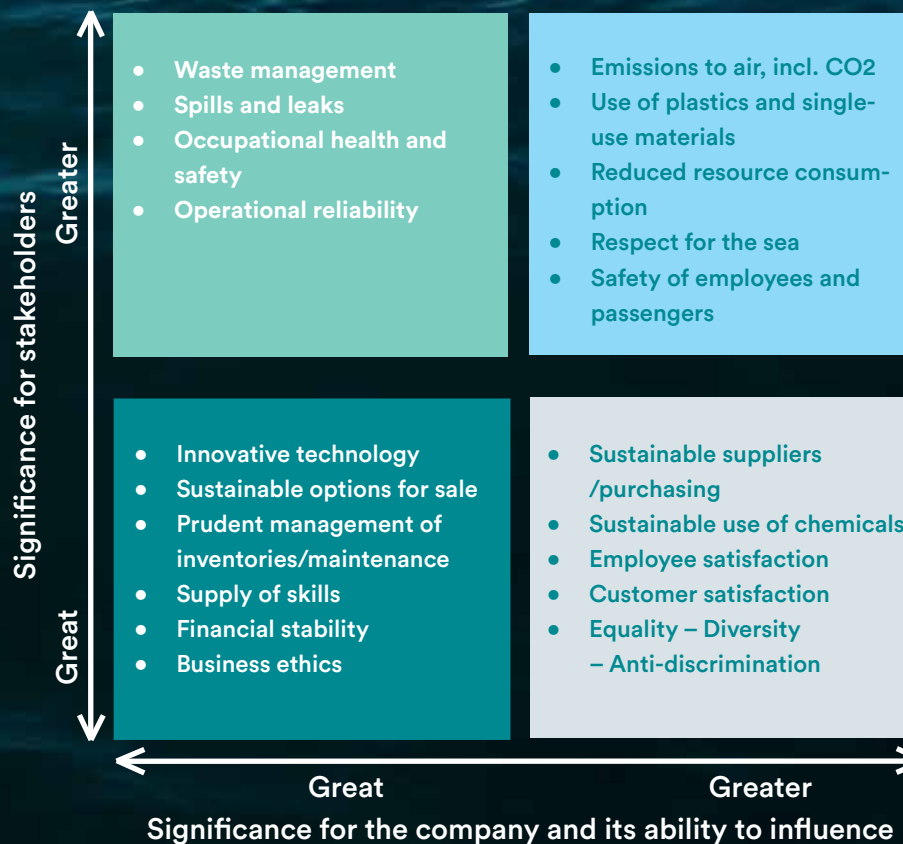 Significance for stakeholders
Greater
Great
● Waste management
● Spills and leaks
● Occupational health and
safety
● Operational reliability
● Emissions to air, incl. CO2
● Use of plastics and single-
use materials
● Reduced resource consum-
ption
● Respect for the sea
● Safety of employees and
passengers
● Innovative technology
● Sustainable options for sale
● Prudent management of
inventories/maintenance
● Supply of skills
● Financial stability
● Business ethics
● Sustainable suppliers
/purchasing
● Sustainable use of chemicals
● Employee satisfaction
● Customer satisfaction
● Equality – Diversity
– Anti-discrimination
Great
Greater
Significance for the company and its ability to influence